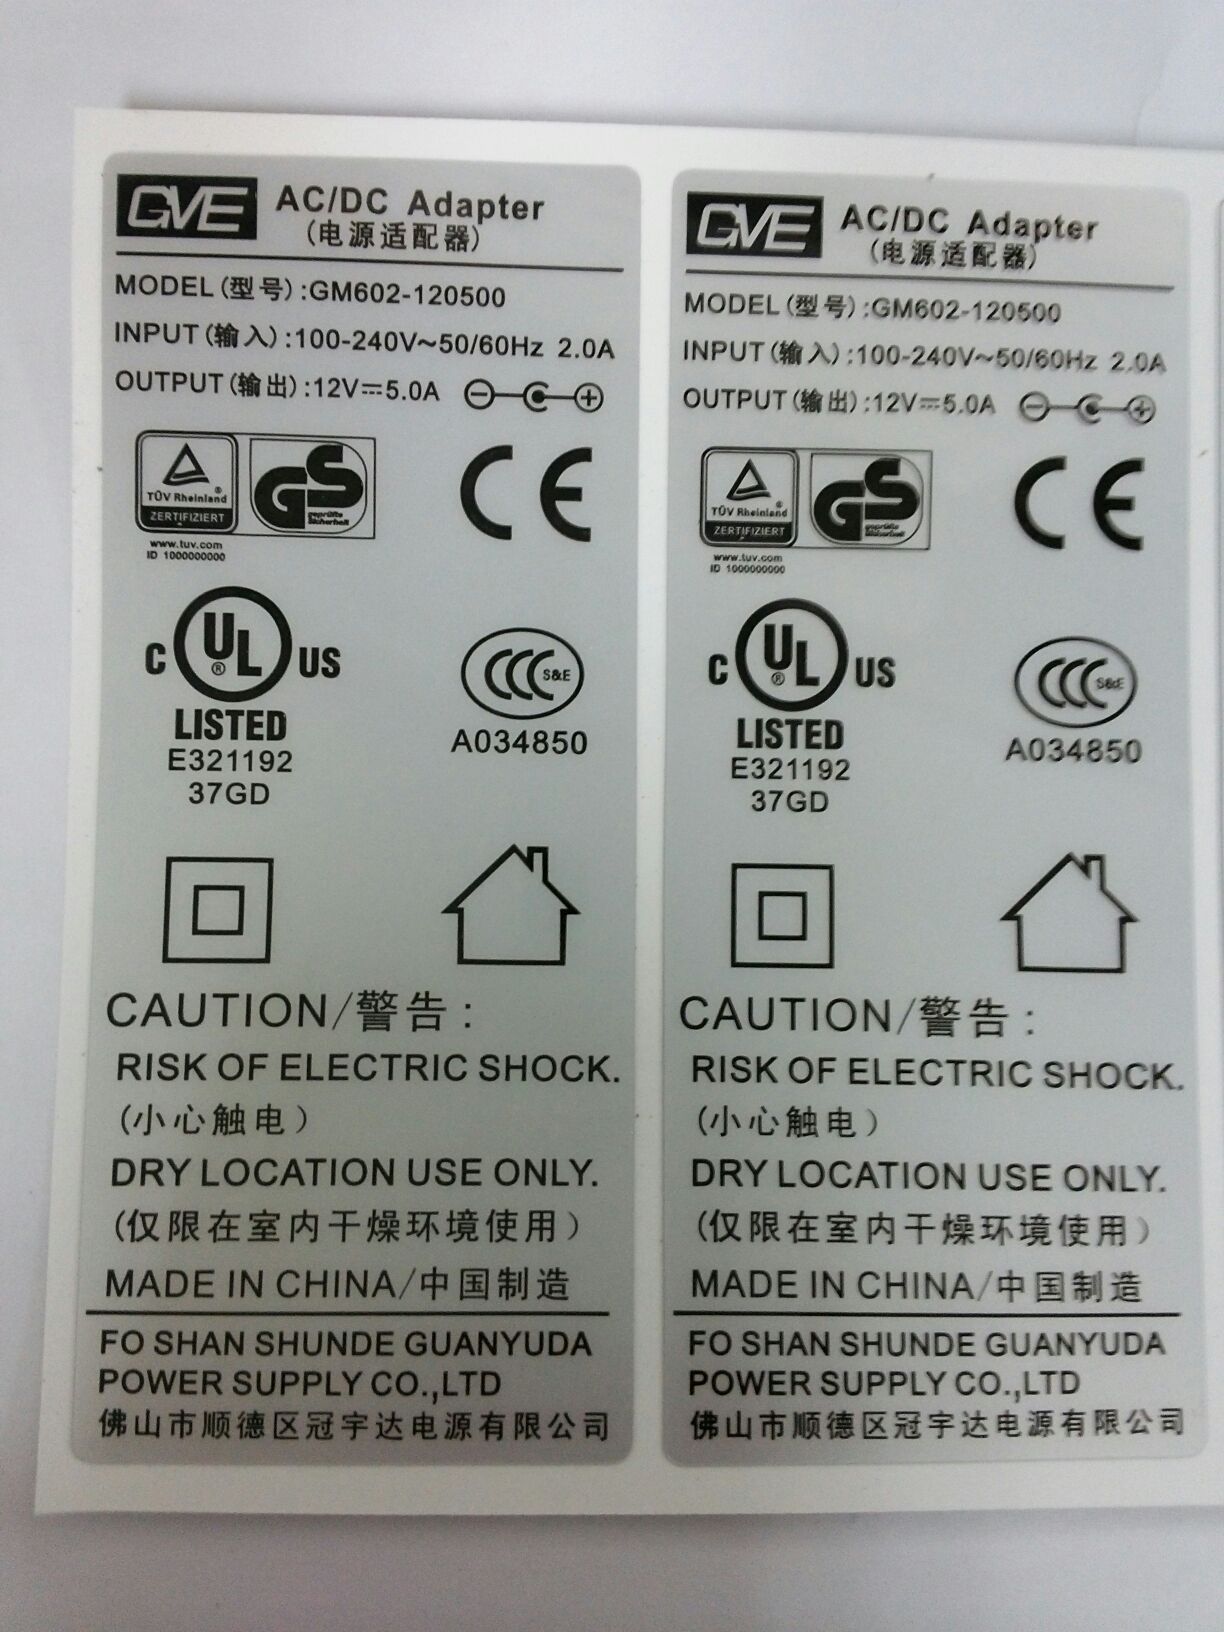 GVE AC/DC Adapter
(电源适配器)
MODEL(型号):GM602-120500
INPUT(输入):100-240V~50/60Hz 2.0A
OUTPUT(输出):12V⎓5.0A
TÜV Rheinland ®
ZERTIFIZIERT
GS
geprüfte
Sicherheit
CE
www.tuv.com
ID 1000000000
C UL ® US
LISTED
E321192
37GD
CCC S&E
A034850
CAUTION/警告:
RISK OF ELECTRIC SHOCK.
(小心触电)
DRY LOCATION USE ONLY.
(仅限在室内干燥环境使用)
MADE IN CHINA/中国制造
FO SHAN SHUNDE GUANYUDA
POWER SUPPLY CO.,LTD
佛山市顺德区冠宇达电源有限公司
GVE AC/DC Adapter
(电源适配器)
MODEL(型号):GM602-120500
INPUT(输入):100-240V~50/60Hz 2.0A
OUTPUT(输出):12V⎓5.0A
TÜV Rheinland ®
ZERTIFIZIERT
GS
geprüfte
Sicherheit
CE
www.tuv.com
ID 1000000000
C UL ® US
LISTED
E321192
37GD
CCC S&E
A034850
CAUTION/警告:
RISK OF ELECTRIC SHOCK.
(小心触电)
DRY LOCATION USE ONLY.
(仅限在室内干燥环境使用)
MADE IN CHINA/中国制造
FO SHAN SHUNDE GUANYUDA
POWER SUPPLY CO.,LTD
佛山市顺德区冠宇达电源有限公司